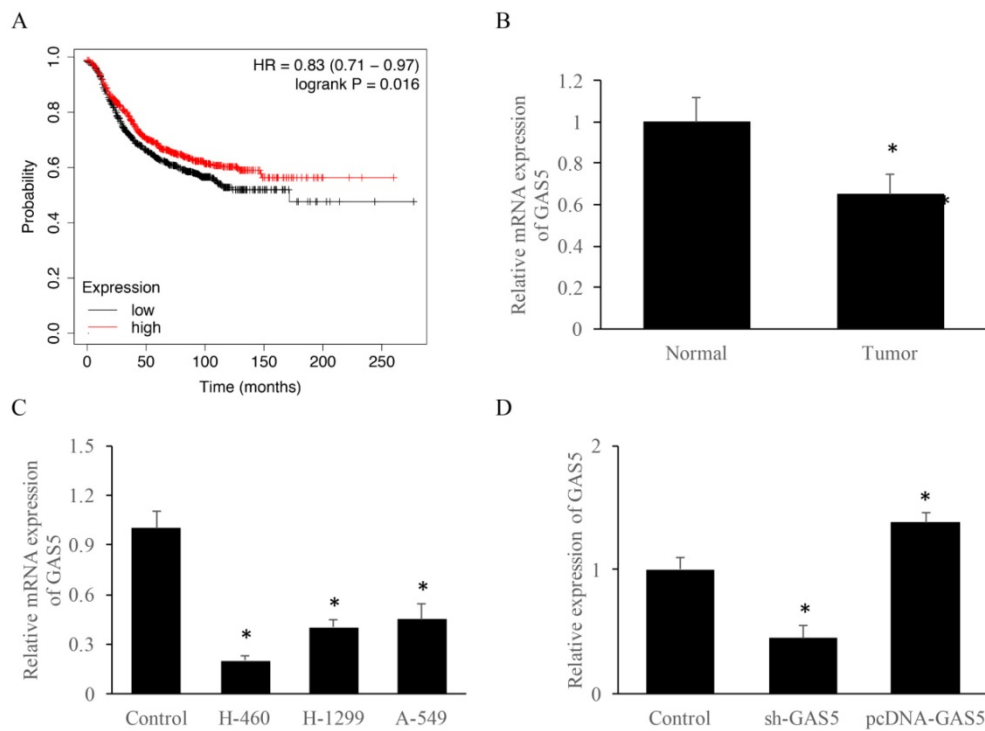 A
HR = 0.83 (0.71 − 0.97)
logrank P = 0.016
Probability
1.0
0.8
0.6
0.4
0.2
0.0
Expression
low
high
0 50 100 150 200 250
Time (months)
B
Relative mRNA expression
of GAS5
1.2
1
0.8
0.6
0.4
0.2
0
*
*
Normal Tumor
C
Relative mRNA expression
of GAS5
1.5
1.2
0.9
0.6
0.3
0
* * *
Control H-460 H-1299 A-549
D
Relative expression of GAS5
2
1
0
* *
Control sh-GAS5 pcDNA-GAS5